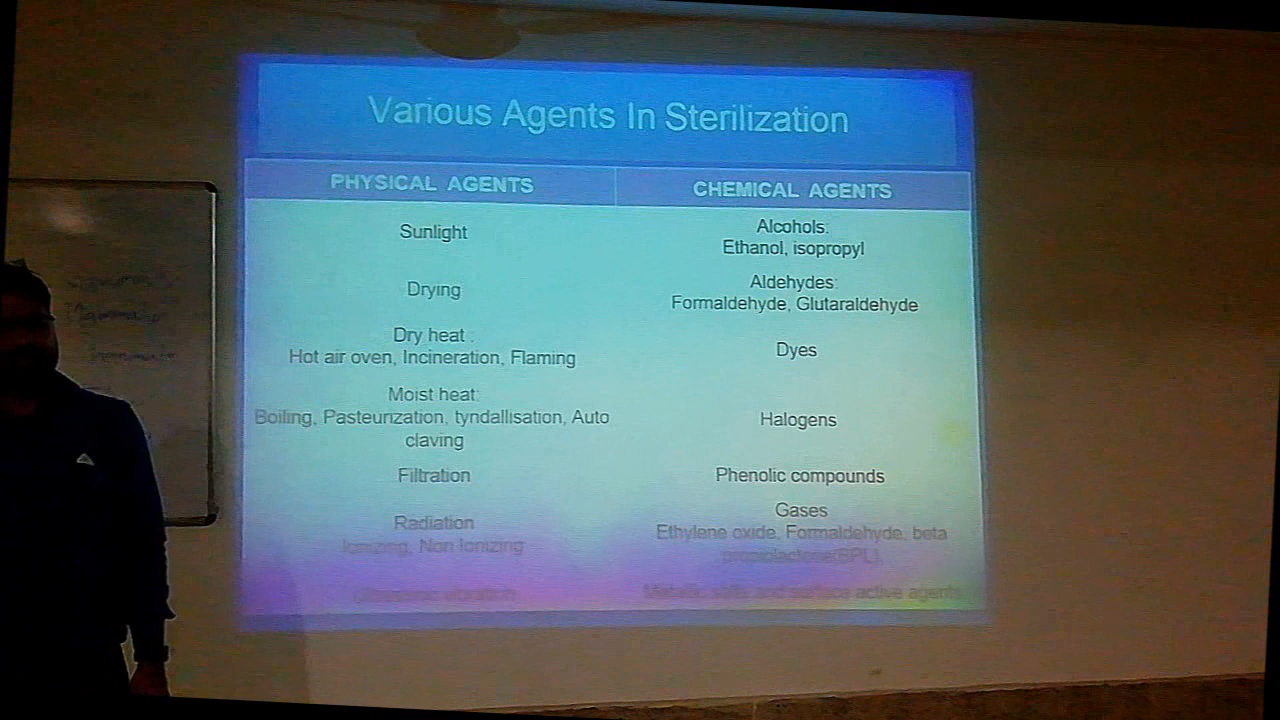 Various Agents In Sterilization
PHYSICAL AGENTS
CHEMICAL AGENTS
Sunlight
Alcohols:
Ethanol, isopropyl
Drying
Aldehydes:
Formaldehyde, Glutaraldehyde
Dry heat :
Hot air oven, Incineration, Flaming
Dyes
Moist heat:
Boiling, Pasteurization, tyndallisation, Auto
claving
Halogens
Filtration
Phenolic compounds
Radiation
Ionizing, Non Ionizing
Gases
Ethylene oxide, Formaldehyde, beta
propiolactone(BPL).
Metallic salts and surface active agents